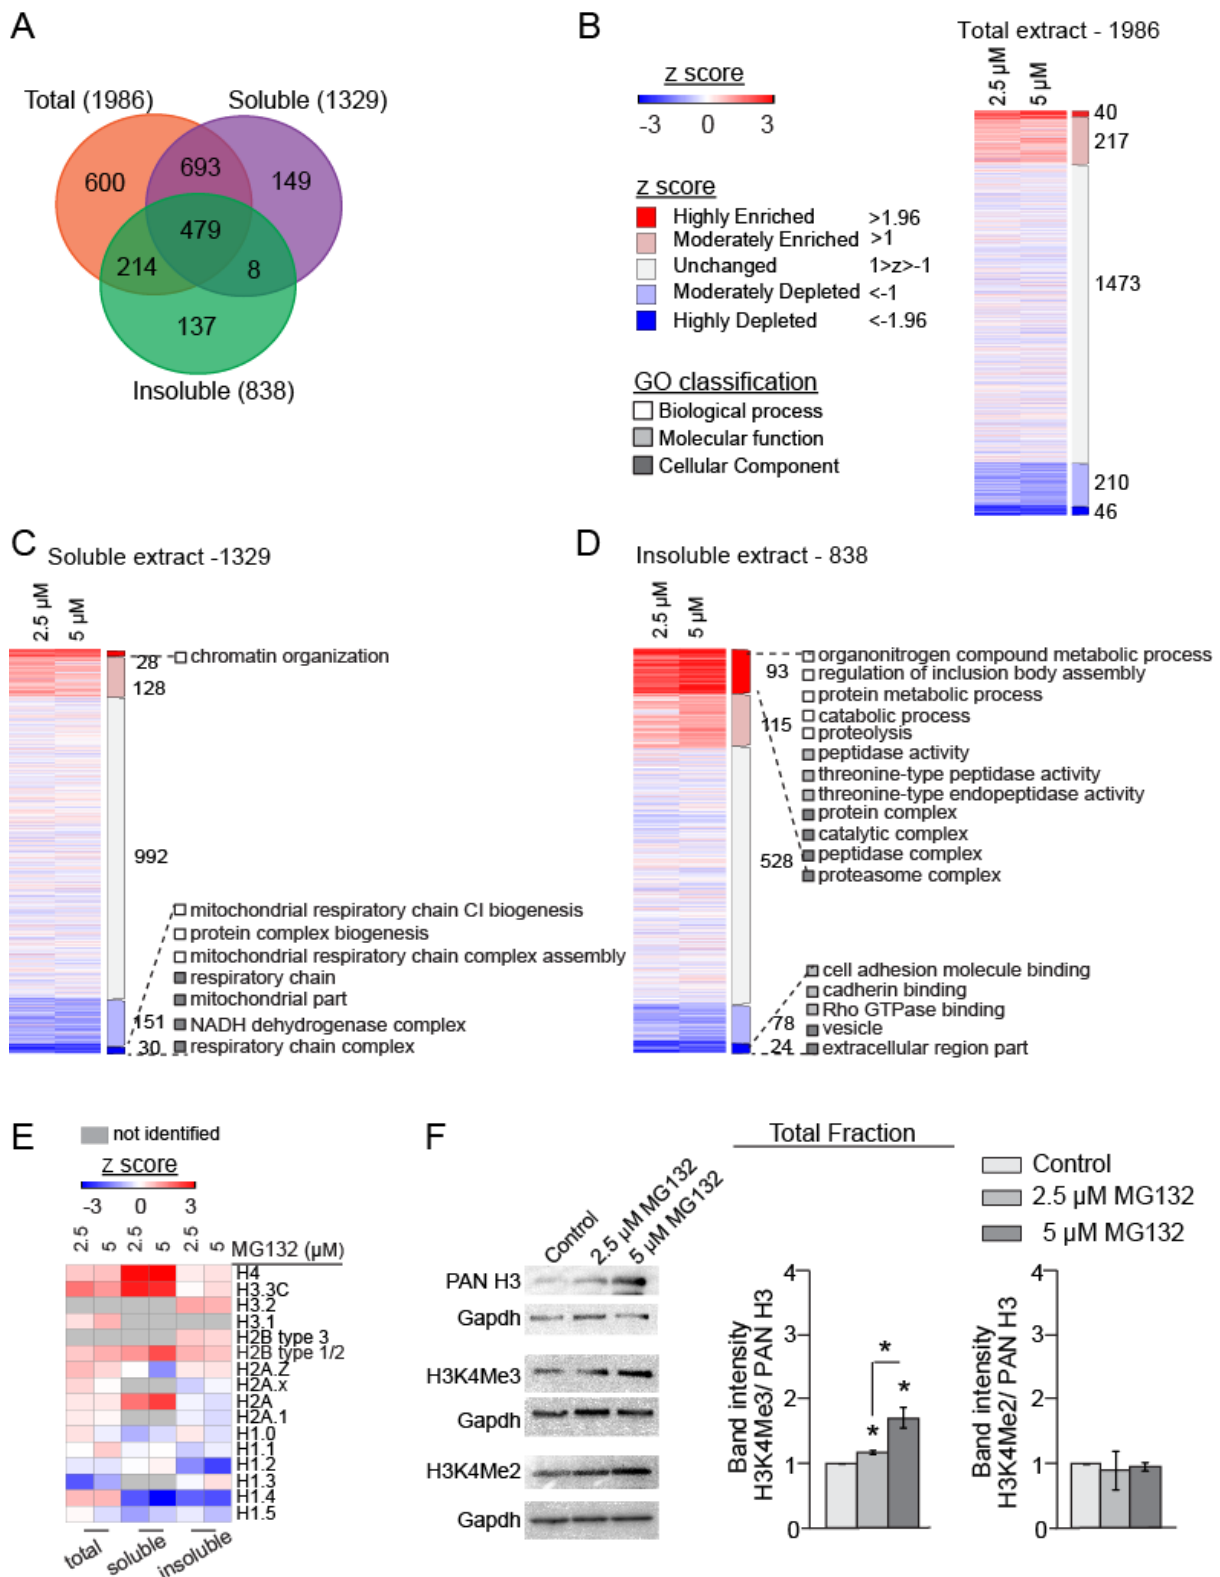 A
Total (1986)
Soluble (1329)
600
693
149
479
214
8
137
Insoluble (838)
B
Total extract - 1986
z score
-3 0 3
z score
Highly Enriched >1.96
Moderately Enriched >1
Unchanged 1>z>-1
Moderately Depleted <-1
Highly Depleted <-1.96
GO classification
Biological process
Molecular function
Cellular Component
2.5 µM
5 µM
40
217
1473
210
46
C
Soluble extract -1329
2.5 µM
5 µM
28
128
992
151
30
chromatin organization
mitochondrial respiratory chain CI biogenesis
protein complex biogenesis
mitochondrial respiratory chain complex assembly
respiratory chain
mitochondrial part
NADH dehydrogenase complex
respiratory chain complex
D
Insoluble extract - 838
2.5 µM
5 µM
93
115
528
78
24
organonitrogen compound metabolic process
regulation of inclusion body assembly
protein metabolic process
catabolic process
proteolysis
peptidase activity
threonine-type peptidase activity
threonine-type endopeptidase activity
protein complex
catalytic complex
peptidase complex
proteasome complex
cell adhesion molecule binding
cadherin binding
Rho GTPase binding
vesicle
extracellular region part
E
not identified
z score
-3 0 3
2.5 5 2.5 5 2.5 5 MG132 (µM)
H4
H3.3C
H3.2
H3.1
H2B type 3
H2B type 1/2
H2A.Z
H2A.x
H2A
H2A.1
H1.0
H1.1
H1.2
H1.3
H1.4
H1.5
total soluble insoluble
F
Control
2.5 µM MG132
5 µM MG132
PAN H3
Gapdh
H3K4Me3
Gapdh
H3K4Me2
Gapdh
Total Fraction
Control
2.5 µM MG132
5 µM MG132
Band intensity
H3K4Me3/ PAN H3
4
3
2
1
0
*
*
*
Band intensity
H3K4Me2/ PAN H3
4
3
2
1
0